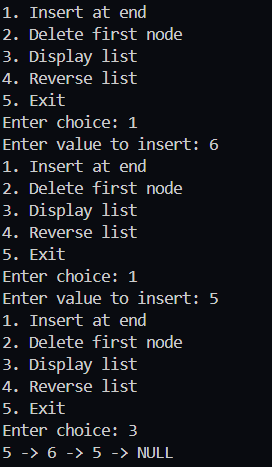 1. Insert at end
2. Delete first node
3. Display list
4. Reverse list
5. Exit
Enter choice: 1
Enter value to insert: 6
1. Insert at end
2. Delete first node
3. Display list
4. Reverse list
5. Exit
Enter choice: 1
Enter value to insert: 5
1. Insert at end
2. Delete first node
3. Display list
4. Reverse list
5. Exit
Enter choice: 3
5 -> 6 -> 5 -> NULL